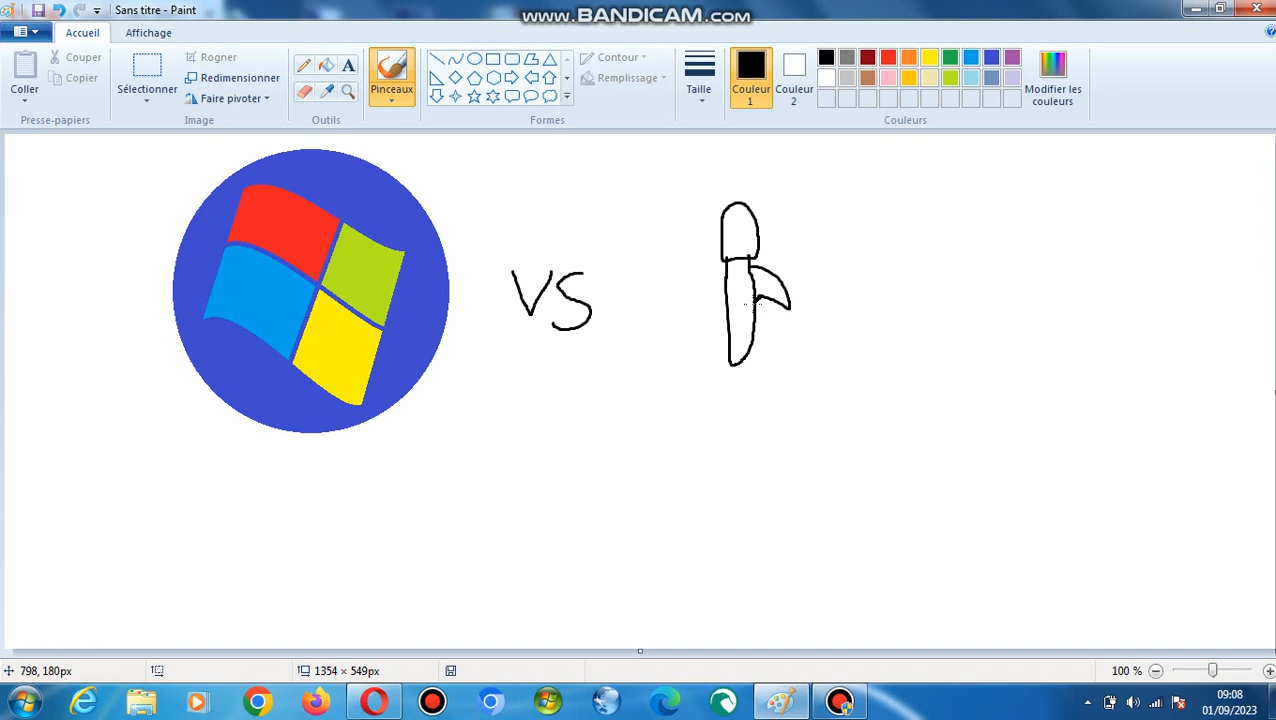 www.BANDICAM.com
Sans titre - Paint
Accueil
Affichage
Coller
Couper
Copier
Presse-papiers
Sélectionner
Rogner
Redimensionner
Faire pivoter
Image
A
Outils
Pinceaux
Contour
Remplissage
Formes
Taille
Couleur
1
Couleur
2
Modifier les
couleurs
Couleurs
VS
798, 180px
1354 × 549px
100 %
09:08
01/09/2023